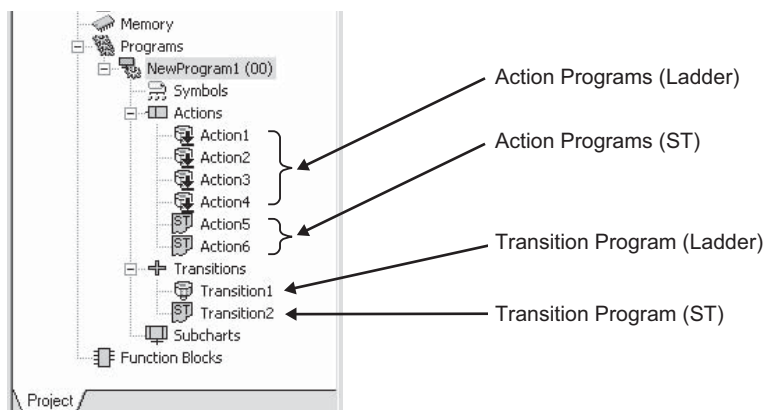 Memory
Programs
NewProgram1 (00)
Symbols
Actions
Action1
Action2
Action3
Action4
ST Action5
ST Action6
Transitions
Transition1
ST Transition2
Subcharts
Function Blocks
Project
Action Programs (Ladder)
Action Programs (ST)
Transition Program (Ladder)
Transition Program (ST)